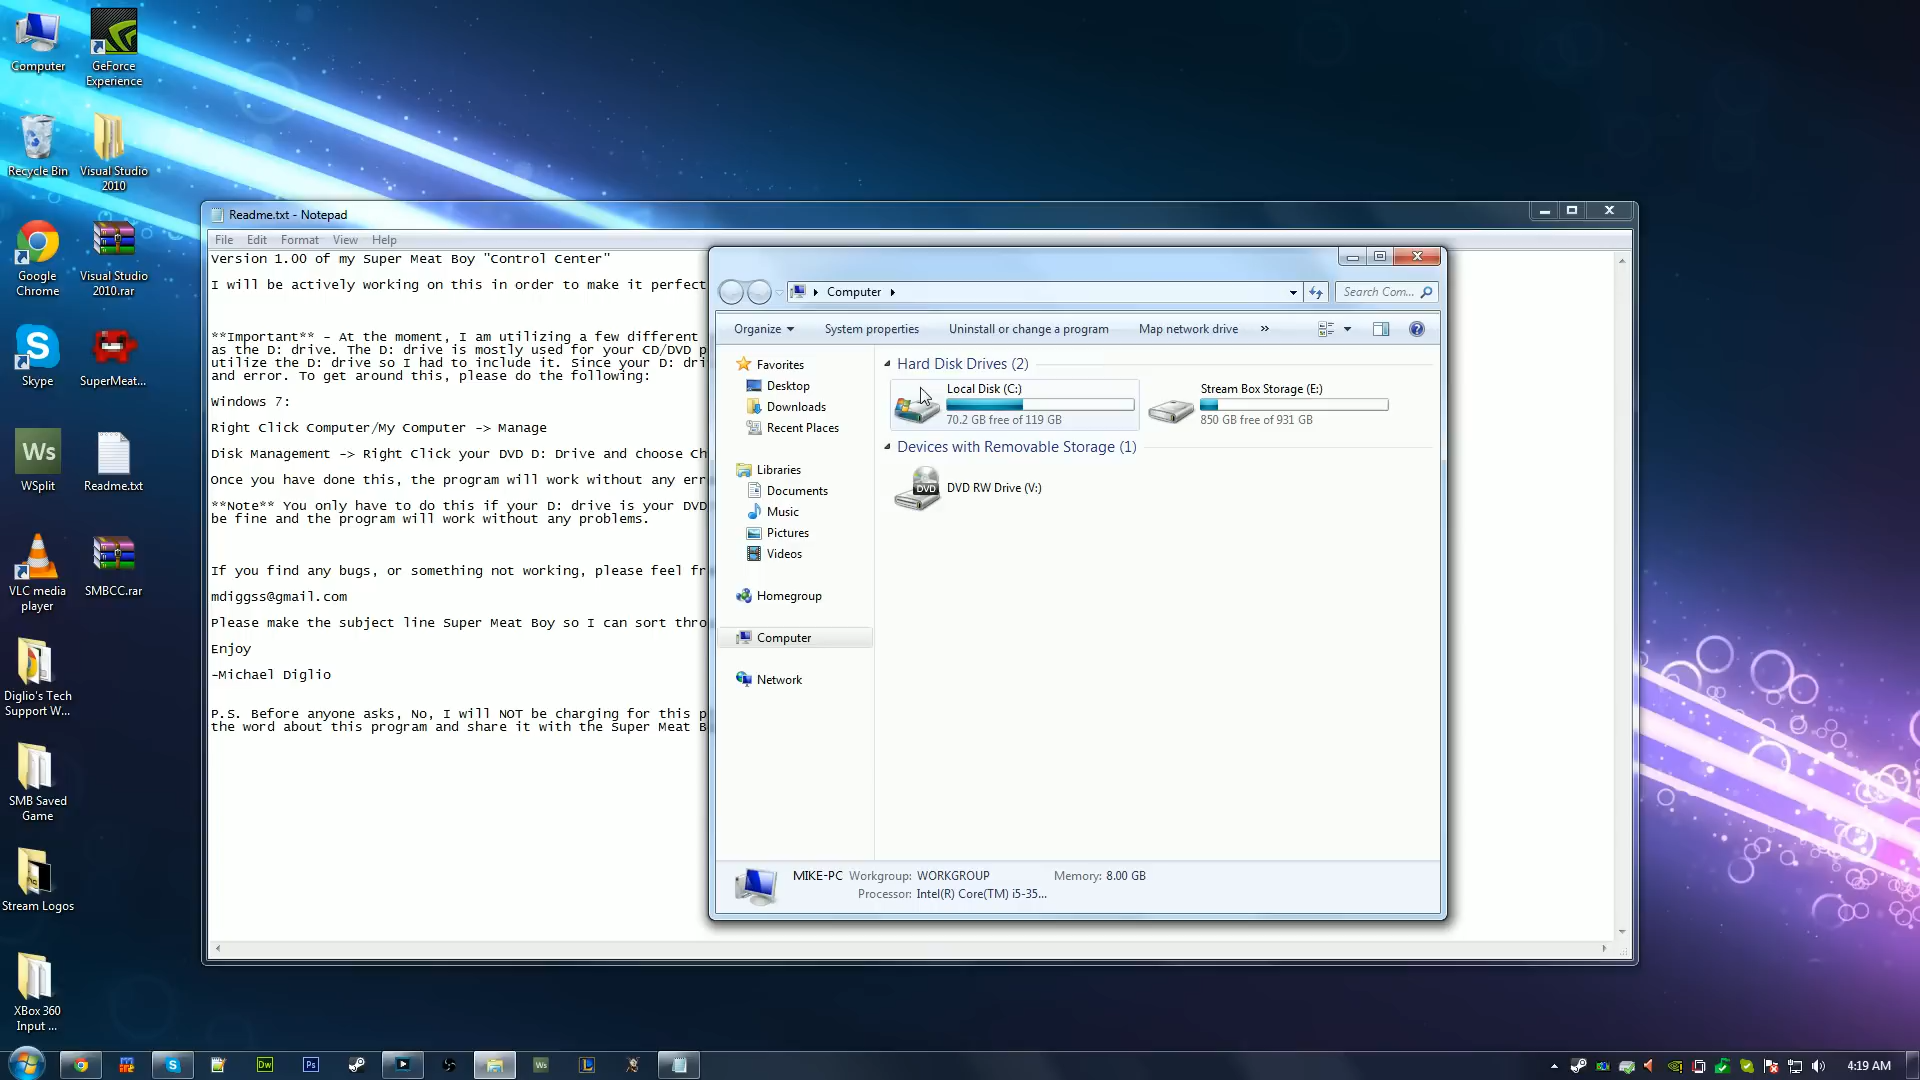 Computer
GeForce
Experience
Recycle Bin
Visual Studio
2010
Google
Chrome
Visual Studio
2010.rar
Skype
SuperMeat...
Ws
WSplit
Readme.txt
VLC media
player
SMBCC.rar
Diglio's Tech
Support W...
SMB Saved
Game
Stream Logos
XBox 360
Input ...
Readme.txt - Notepad
File Edit Format View Help
Version 1.00 of my Super Meat Boy "Control Center"
I will be actively working on this in order to make it perfect
**Important** - At the moment, I am utilizing a few different
as the D: drive. The D: drive is mostly used for your CD/DVD p
utilize the D: drive so I had to include it. Since your D: dri
and error. To get around this, please do the following:
Windows 7:
Right Click Computer/My Computer -> Manage
Disk Management -> Right Click your DVD D: Drive and choose Ch
Once you have done this, the program will work without any err
**Note** You only have to do this if your D: drive is your DVD
be fine and the program will work without any problems.
If you find any bugs, or something not working, please feel fr
mdiggss@gmail.com
Please make the subject line Super Meat Boy so I can sort thro
Enjoy
-Michael Diglio
P.S. Before anyone asks, No, I will NOT be charging for this p
the word about this program and share it with the Super Meat B
Computer
Search Com...
Organize System properties Uninstall or change a program Map network drive »
Favorites
Desktop
Downloads
Recent Places
Libraries
Documents
Music
Pictures
Videos
Homegroup
Computer
Network
Hard Disk Drives (2)
Local Disk (C:)
70.2 GB free of 119 GB
Stream Box Storage (E:)
850 GB free of 931 GB
Devices with Removable Storage (1)
DVD
DVD RW Drive (V:)
MIKE-PC Workgroup: WORKGROUP Memory: 8.00 GB
Processor: Intel(R) Core(TM) i5-35...
Dw
Ps
Ws
L
4:19 AM